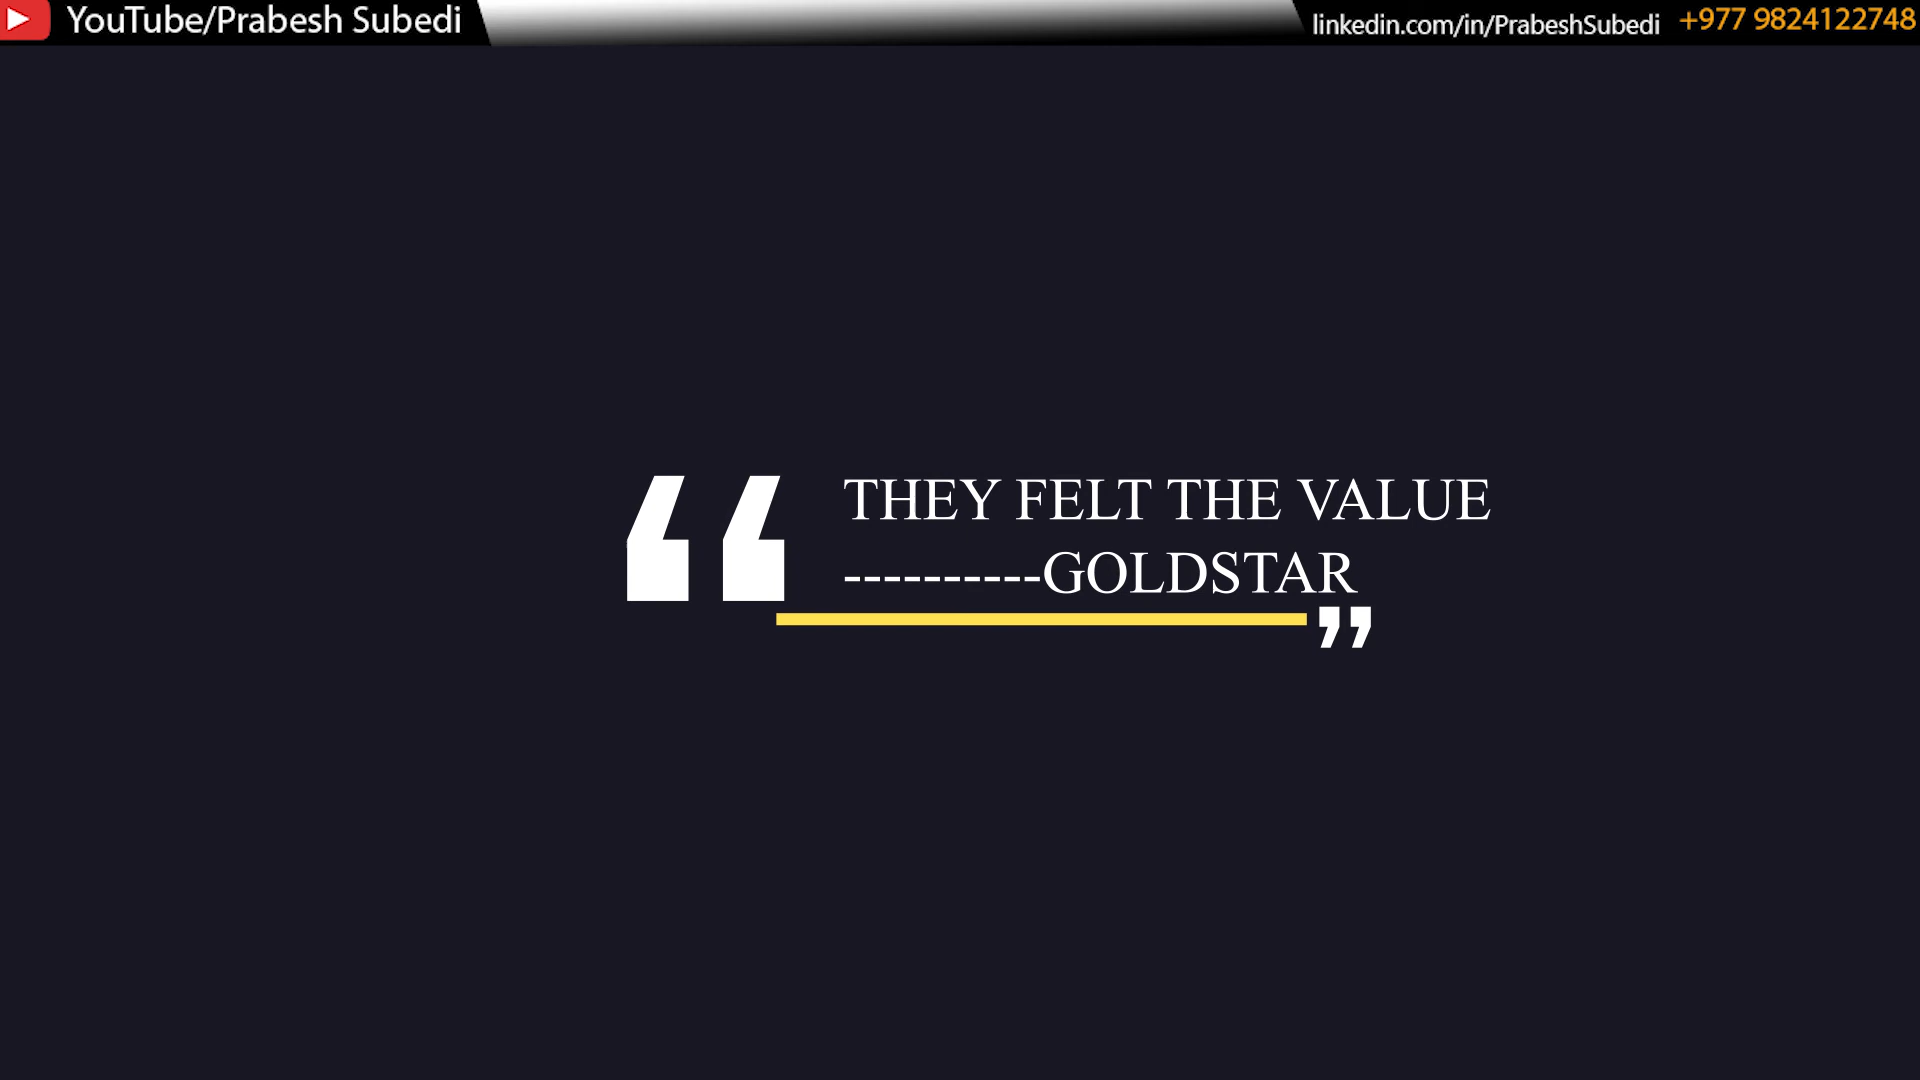 YouTube/Prabesh Subedi
linkedin.com/in/PrabeshSubedi
+977 9824122748
“ THEY FELT THE VALUE
----------GOLDSTAR
”